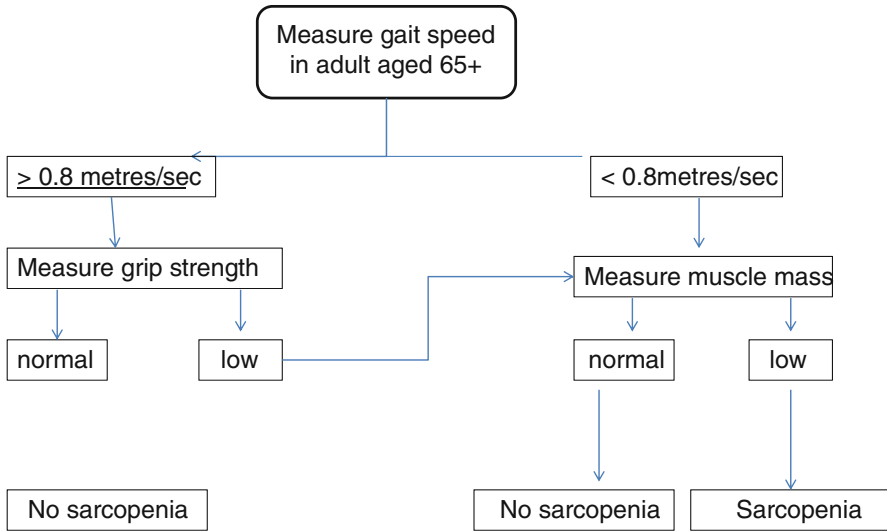 Measure gait speed
in adult aged 65+
> 0.8 metres/sec
< 0.8metres/sec
Measure grip strength
Measure muscle mass
normal
low
normal
low
No sarcopenia
No sarcopenia
Sarcopenia